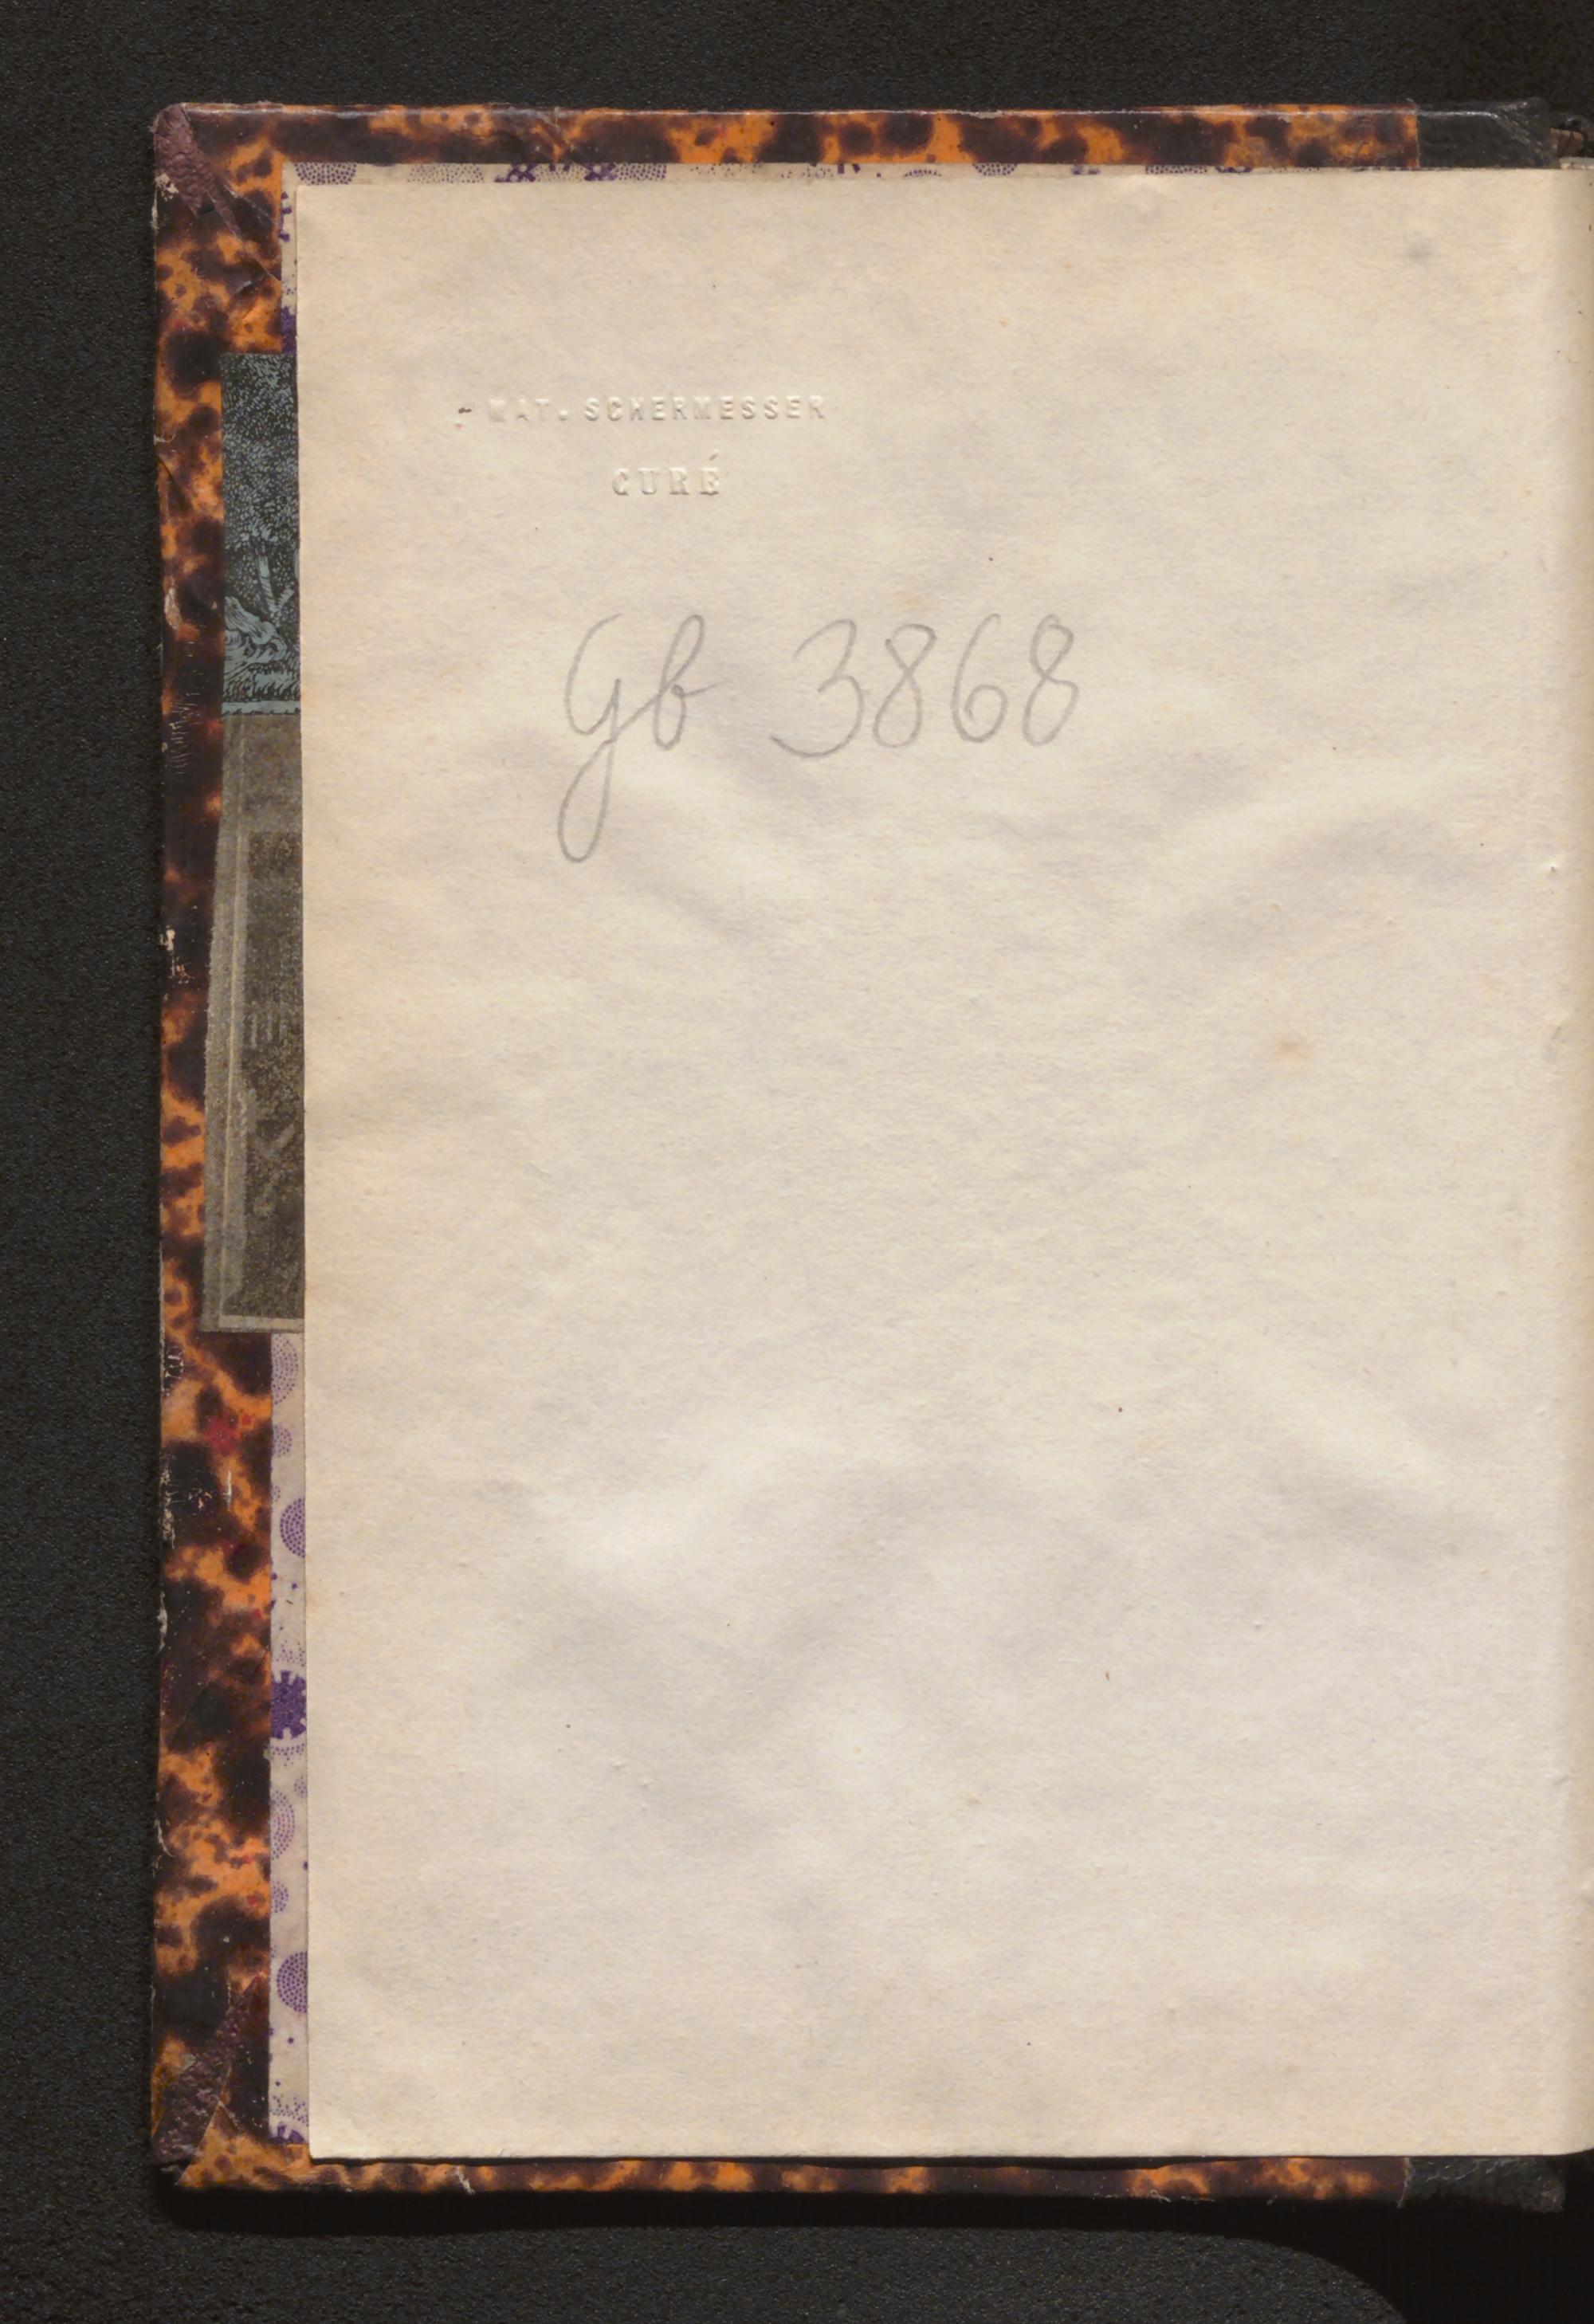 MAT. SCHERMESSER
CURÉ
Gb 3868